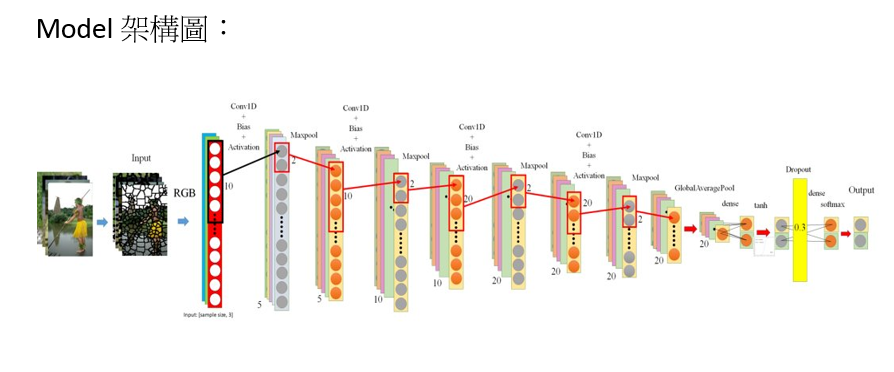 Model 架構圖：
Input
RGB
Input: [sample size, 3]
10
Conv1D
+
Bias
+
Activation
5
Maxpool
2
5
Conv1D
+
Bias
+
Activation
10
10
Maxpool
2
10
Conv1D
+
Bias
+
Activation
20
20
Maxpool
2
20
Conv1D
+
Bias
+
Activation
20
20
Maxpool
2
20
GlobalAveragePool
20
dense
tanh
Dropout
0.3
dense
softmax
Output